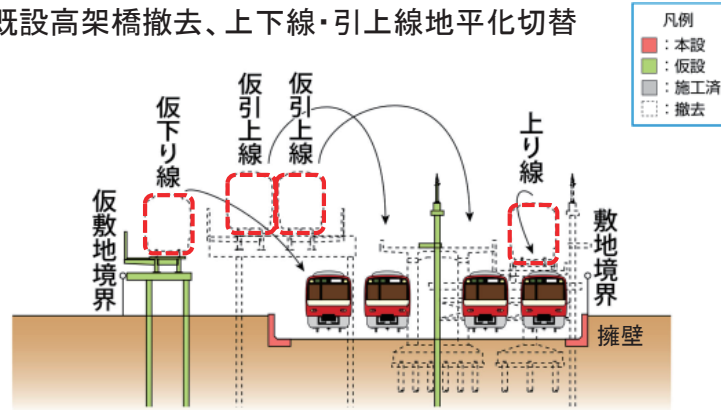 既設高架橋撤去、上下線・引上線地平化切替
凡例
：本設
：仮設
：施工済
：撤去
仮敷地境界
仮下り線
仮引上線
仮引上線
上り線
敷地境界
擁壁